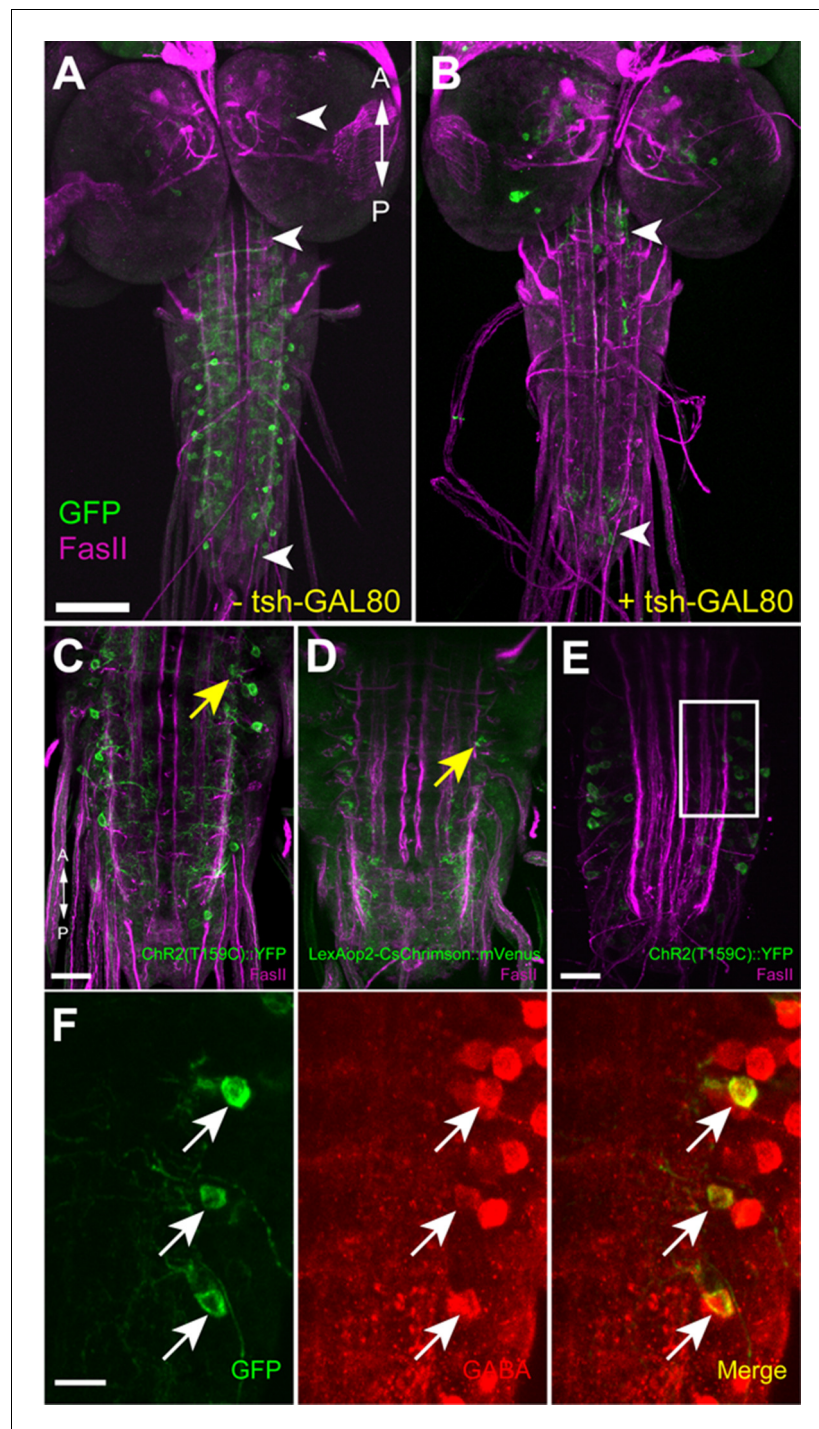 A
A
P
GFP
FasII
- tsh-GAL80
B
+ tsh-GAL80
C
A
P
ChR2(T159C)::YFP
FasII
D
LexAop2-CsChrimson::mVenus
FasII
E
ChR2(T159C)::YFP
FasII
F
GFP
GABA
Merge